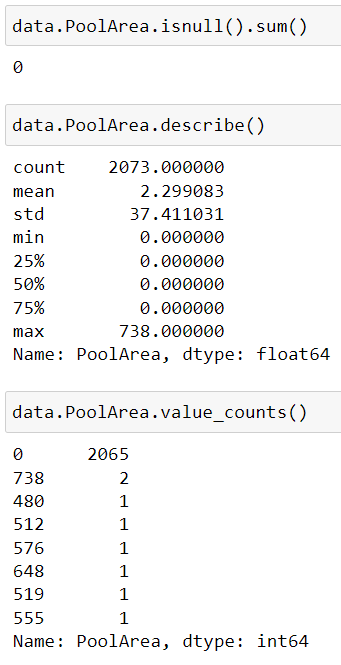 data.PoolArea.isnull().sum()
0
data.PoolArea.describe()
count    2073.000000
mean        2.299083
std        37.411031
min         0.000000
25%         0.000000
50%         0.000000
75%         0.000000
max       738.000000
Name: PoolArea, dtype: float64
data.PoolArea.value_counts()
0      2065
738       2
480       1
512       1
576       1
648       1
519       1
555       1
Name: PoolArea, dtype: int64